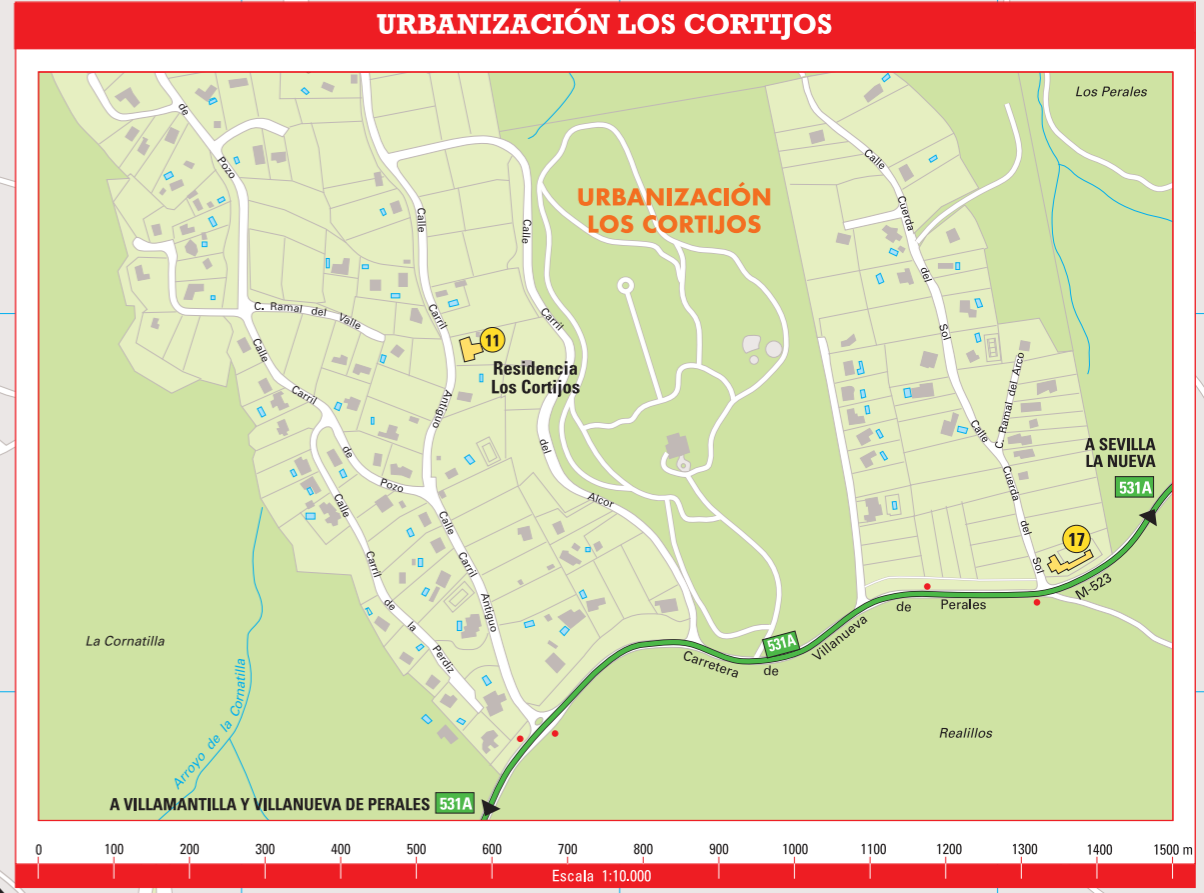 URBANIZACIÓN LOS CORTIJOS
Los Perales
de
Pozo
URBANIZACIÓN
LOS CORTIJOS
Calle
Cuerda
del
Sol
Calle
Cuerda
del
Sol
C. Ramal del Arco
Calle
Carril
Antiguo
Calle
Carril
del
Alcor
C. Ramal del Valle
11
Residencia
Los Cortijos
Calle
Carril
de
Pozo
Calle
Carril
Antiguo
Calle
Carril
de
la
Perdiz
A SEVILLA
LA NUEVA
531A
17
M-523
Carretera de Villanueva de Perales
531A
La Cornatilla
Arroyo de la Cornatilla
Realillos
A VILLAMANTILLA Y VILLANUEVA DE PERALES 531A
0 100 200 300 400 500 600 700 800 900 1000 1100 1200 1300 1400 1500 m
Escala 1:10.000